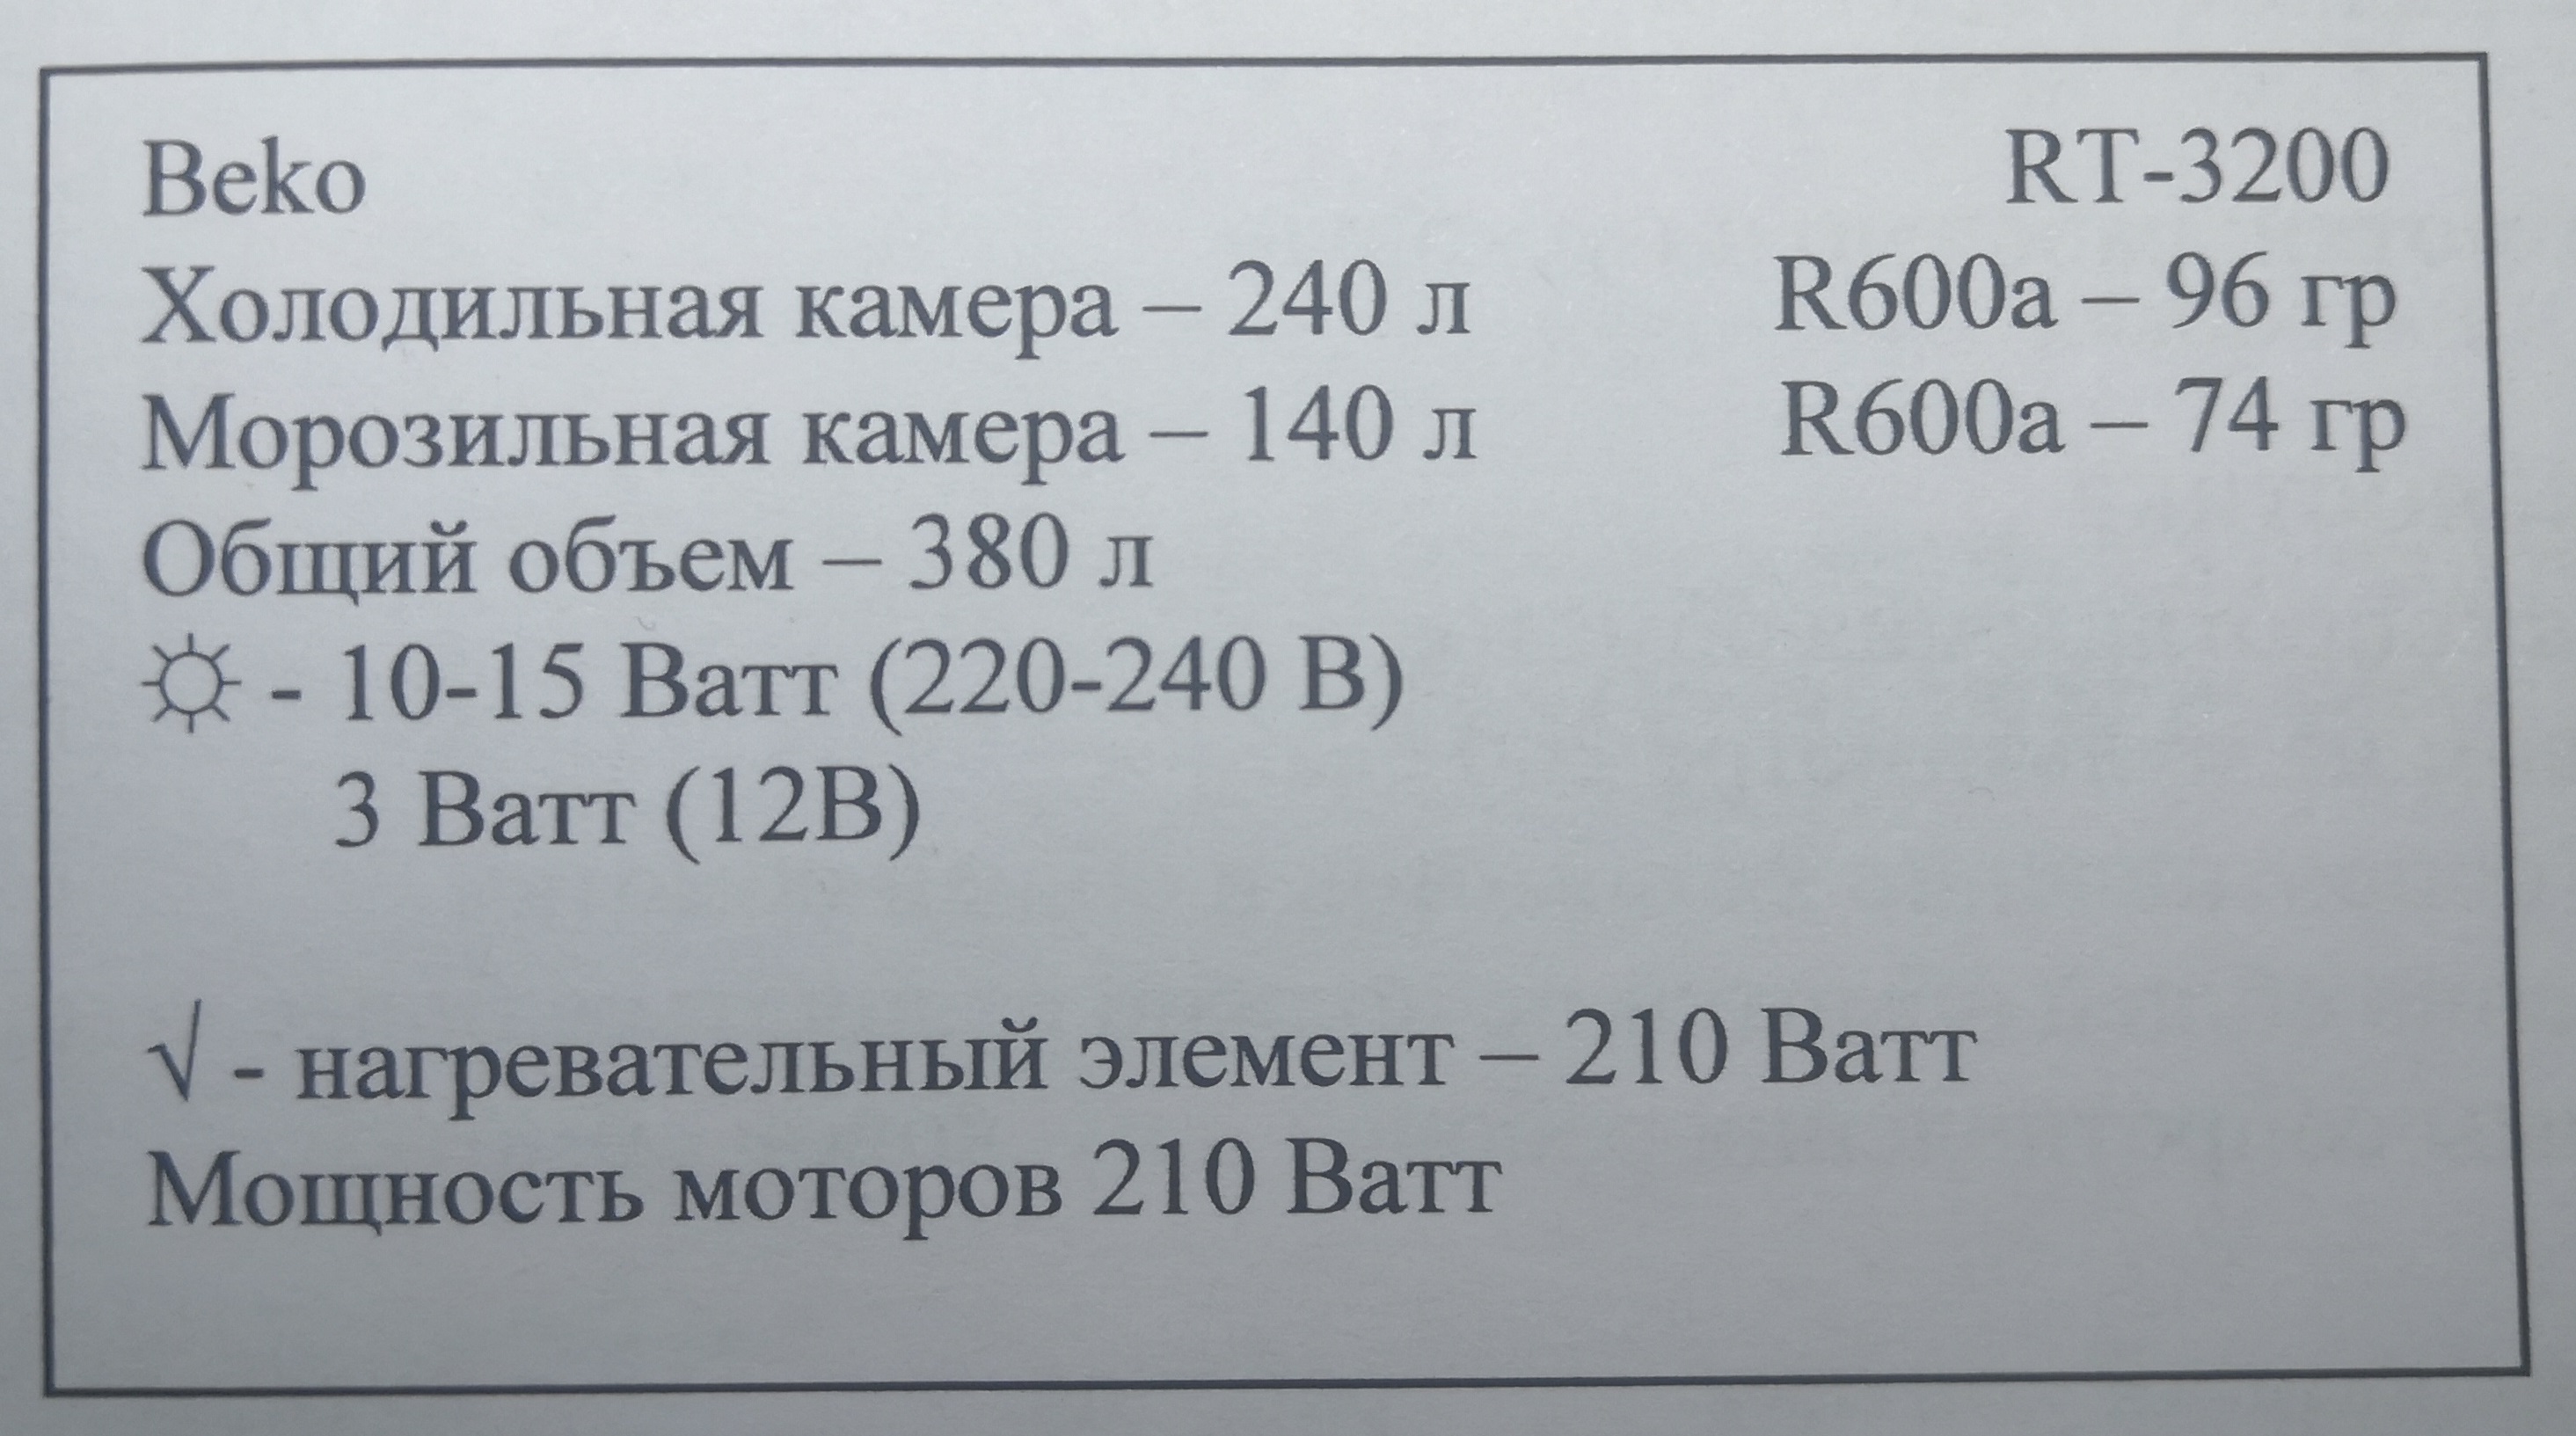 Beko RT-3200
Холодильная камера – 240 л R600a – 96 гр
Морозильная камера – 140 л R600a – 74 гр
Общий объем – 380 л
☼ - 10-15 Ватт (220-240 В)
3 Ватт (12В)
√ - нагревательный элемент – 210 Ватт
Мощность моторов 210 Ватт